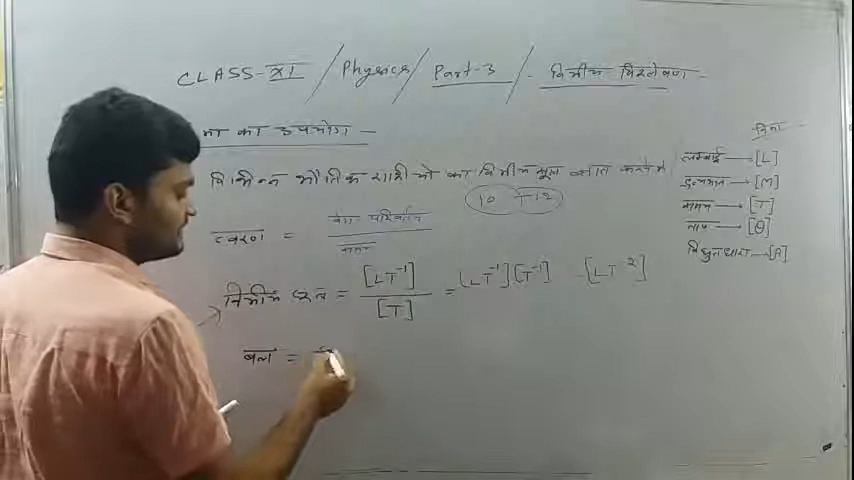 CLASS-XI / Physics / Part-3 / - विमीय विश्लेषण -
मा का उपयोग -
भौतिक राशीयो का विमीय सूत्र ज्ञात करने मे
10 T-12
त्वरण = वेग परिवर्तन / समय
विमीय सूत्र = [LT⁻¹] / [T] = [LT⁻¹][T⁻¹] - [LT⁻²]
बल =
विमा -
लम्बाई → [L]
द्रव्यमान → [M]
समय → [T]
ताप → [θ]
विद्युतधारा → [A]